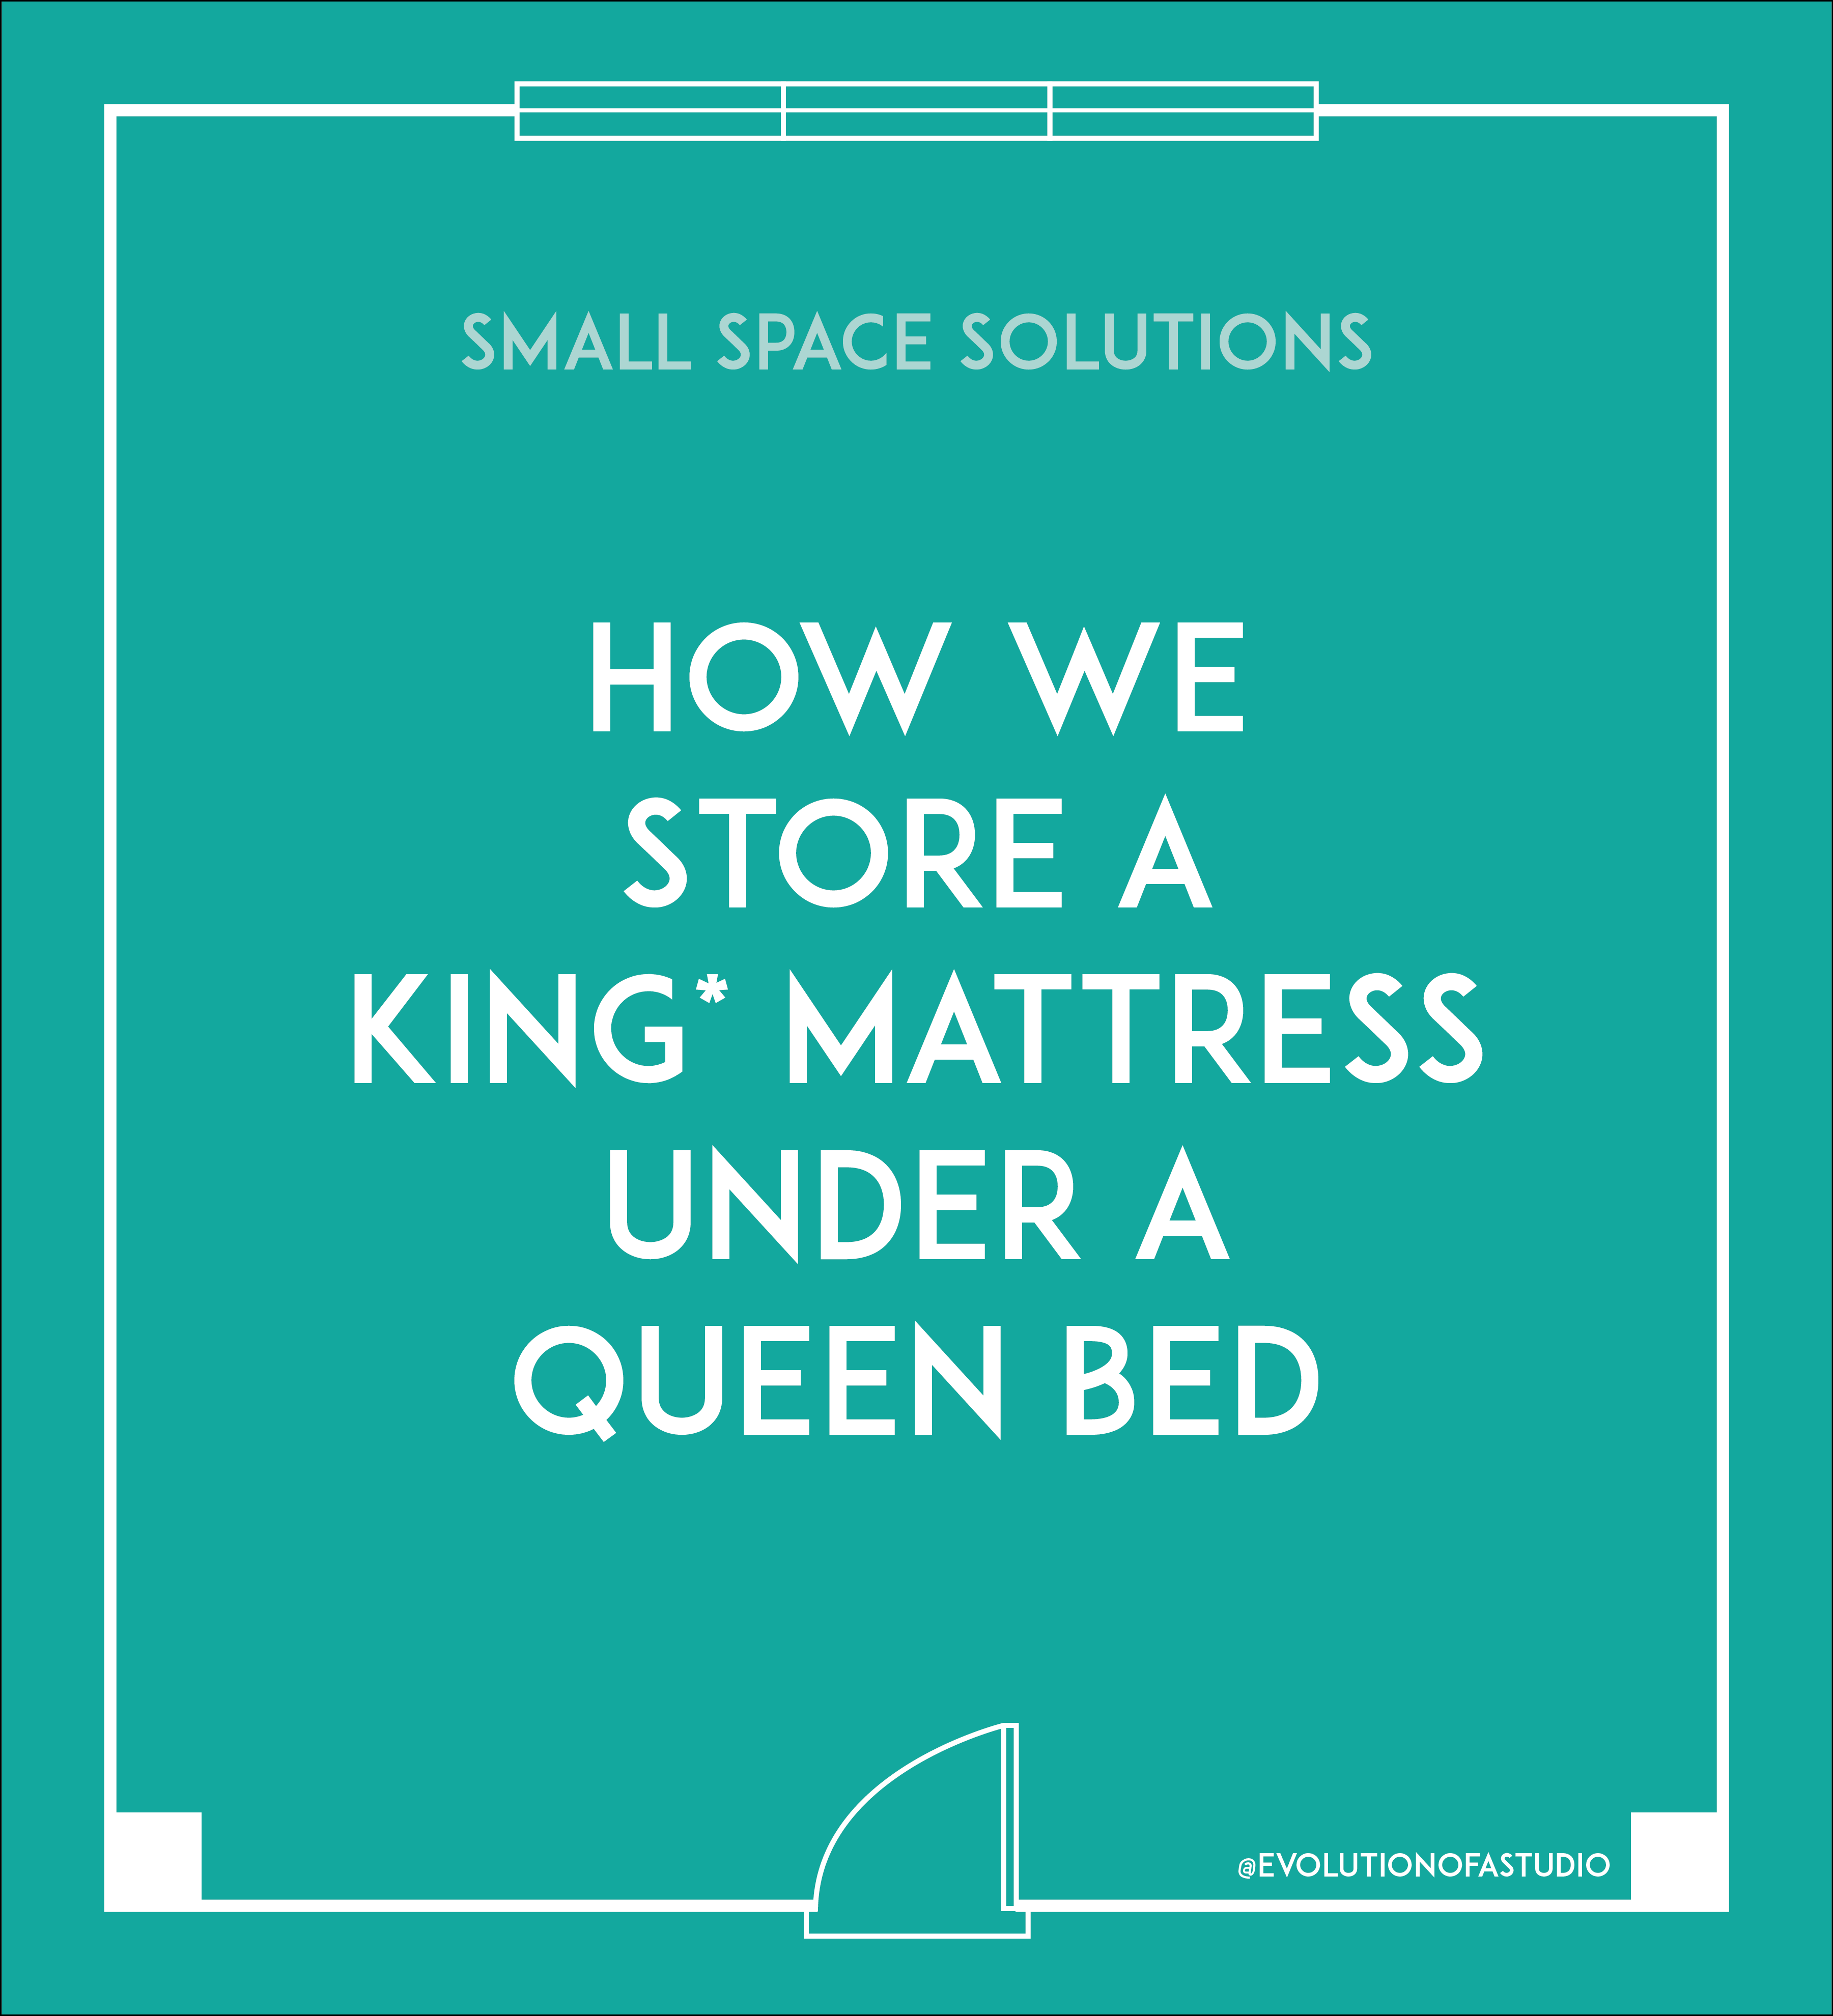 SMALL SPACE SOLUTIONS
HOW WE
STORE A
KING* MATTRESS
UNDER A
QUEEN BED
@EVOLUTIONOFASTUDIO